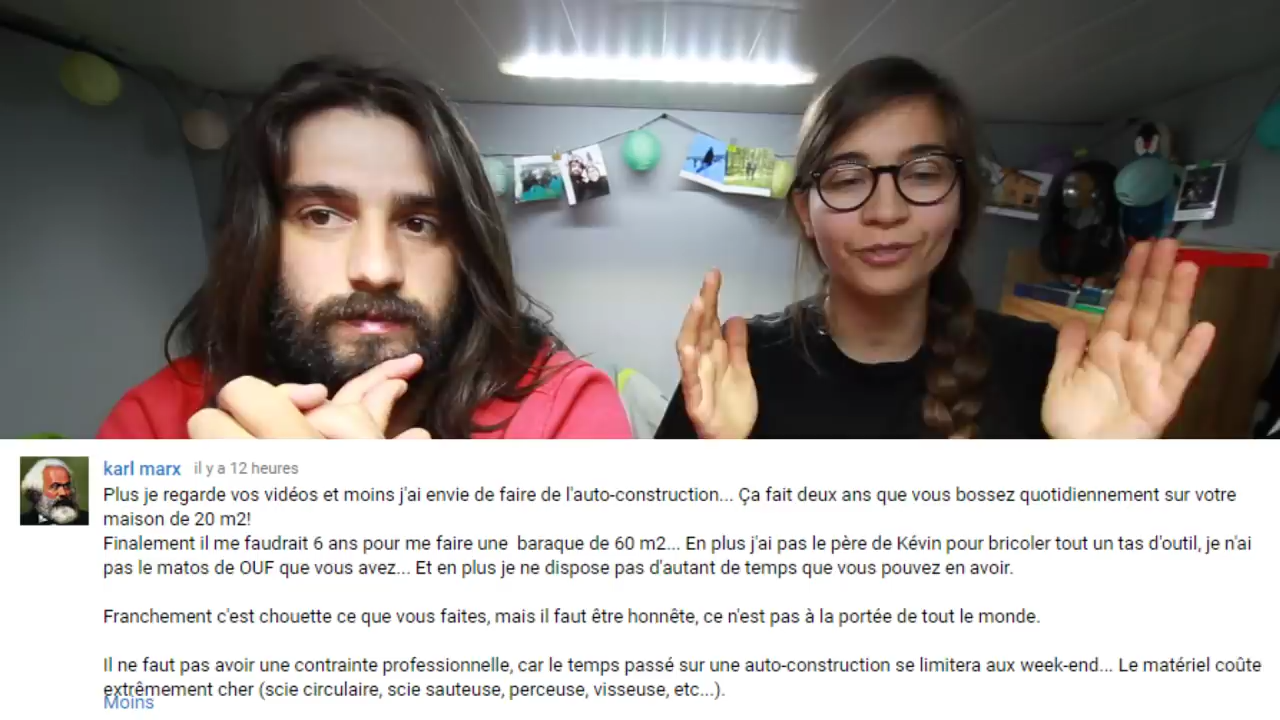 karl marx il y a 12 heures
Plus je regarde vos vidéos et moins j'ai envie de faire de l'auto-construction... Ça fait deux ans que vous bossez quotidiennement sur votre
maison de 20 m2!
Finalement il me faudrait 6 ans pour me faire une  baraque de 60 m2... En plus j'ai pas le père de Kévin pour bricoler tout un tas d'outil, je n'ai
pas le matos de OUF que vous avez... Et en plus je ne dispose pas d'autant de temps que vous pouvez en avoir.
Franchement c'est chouette ce que vous faites, mais il faut être honnête, ce n'est pas à la portée de tout le monde.
Il ne faut pas avoir une contrainte professionnelle, car le temps passé sur une auto-construction se limitera aux week-end... Le matériel coûte
extrêmement cher (scie circulaire, scie sauteuse, perceuse, visseuse, etc...).
Moins